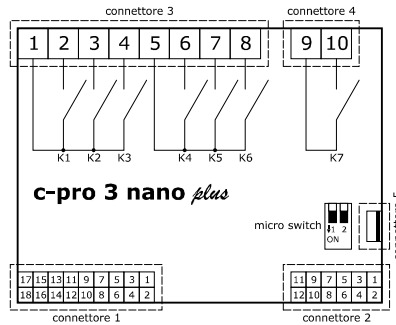 connettore 3
connettore 4
1 2 3 4 5 6 7 8
9 10
K1 K2 K3 K4 K5 K6 K7
c-pro 3 nano plus
micro switch
1 2
ON
17 15 13 11 9 7 5 3 1
18 16 14 12 10 8 6 4 2
11 9 7 5 3 1
12 10 8 6 4 2
connettore 1
connettore 2